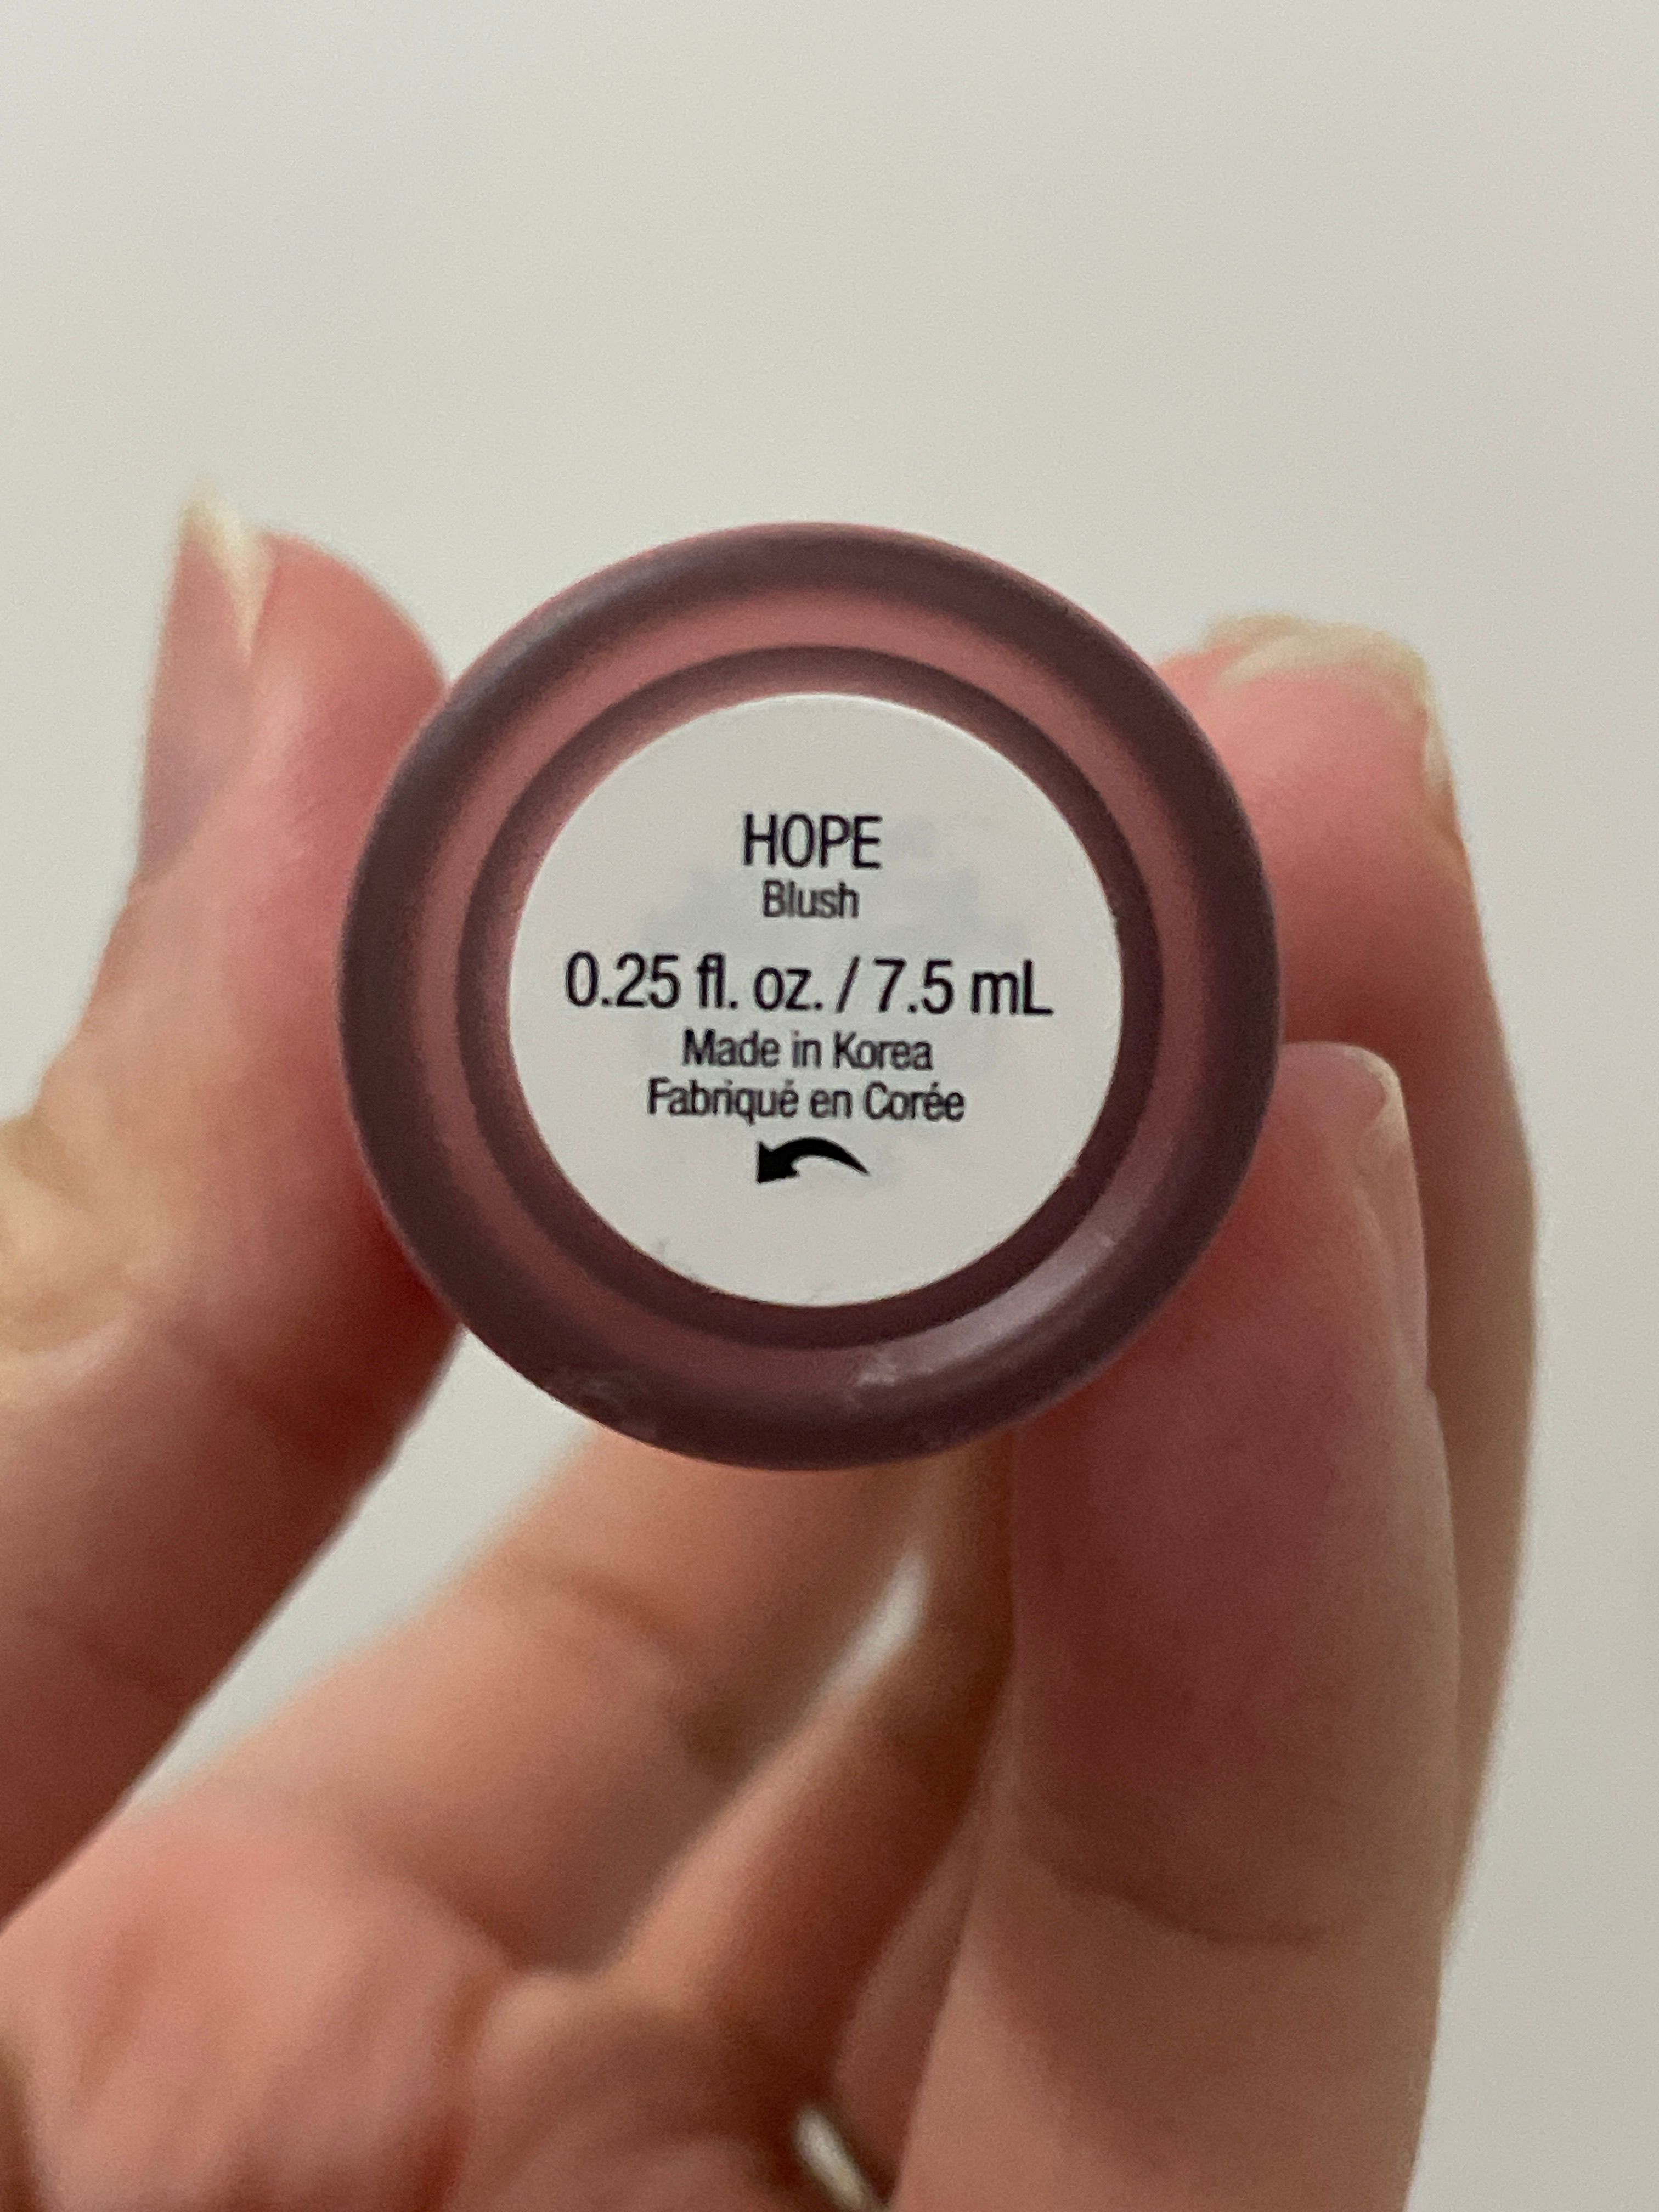 HOPE
Blush
0.25 fl. oz. / 7.5 mL
Made in Korea
Fabriqué en Corée